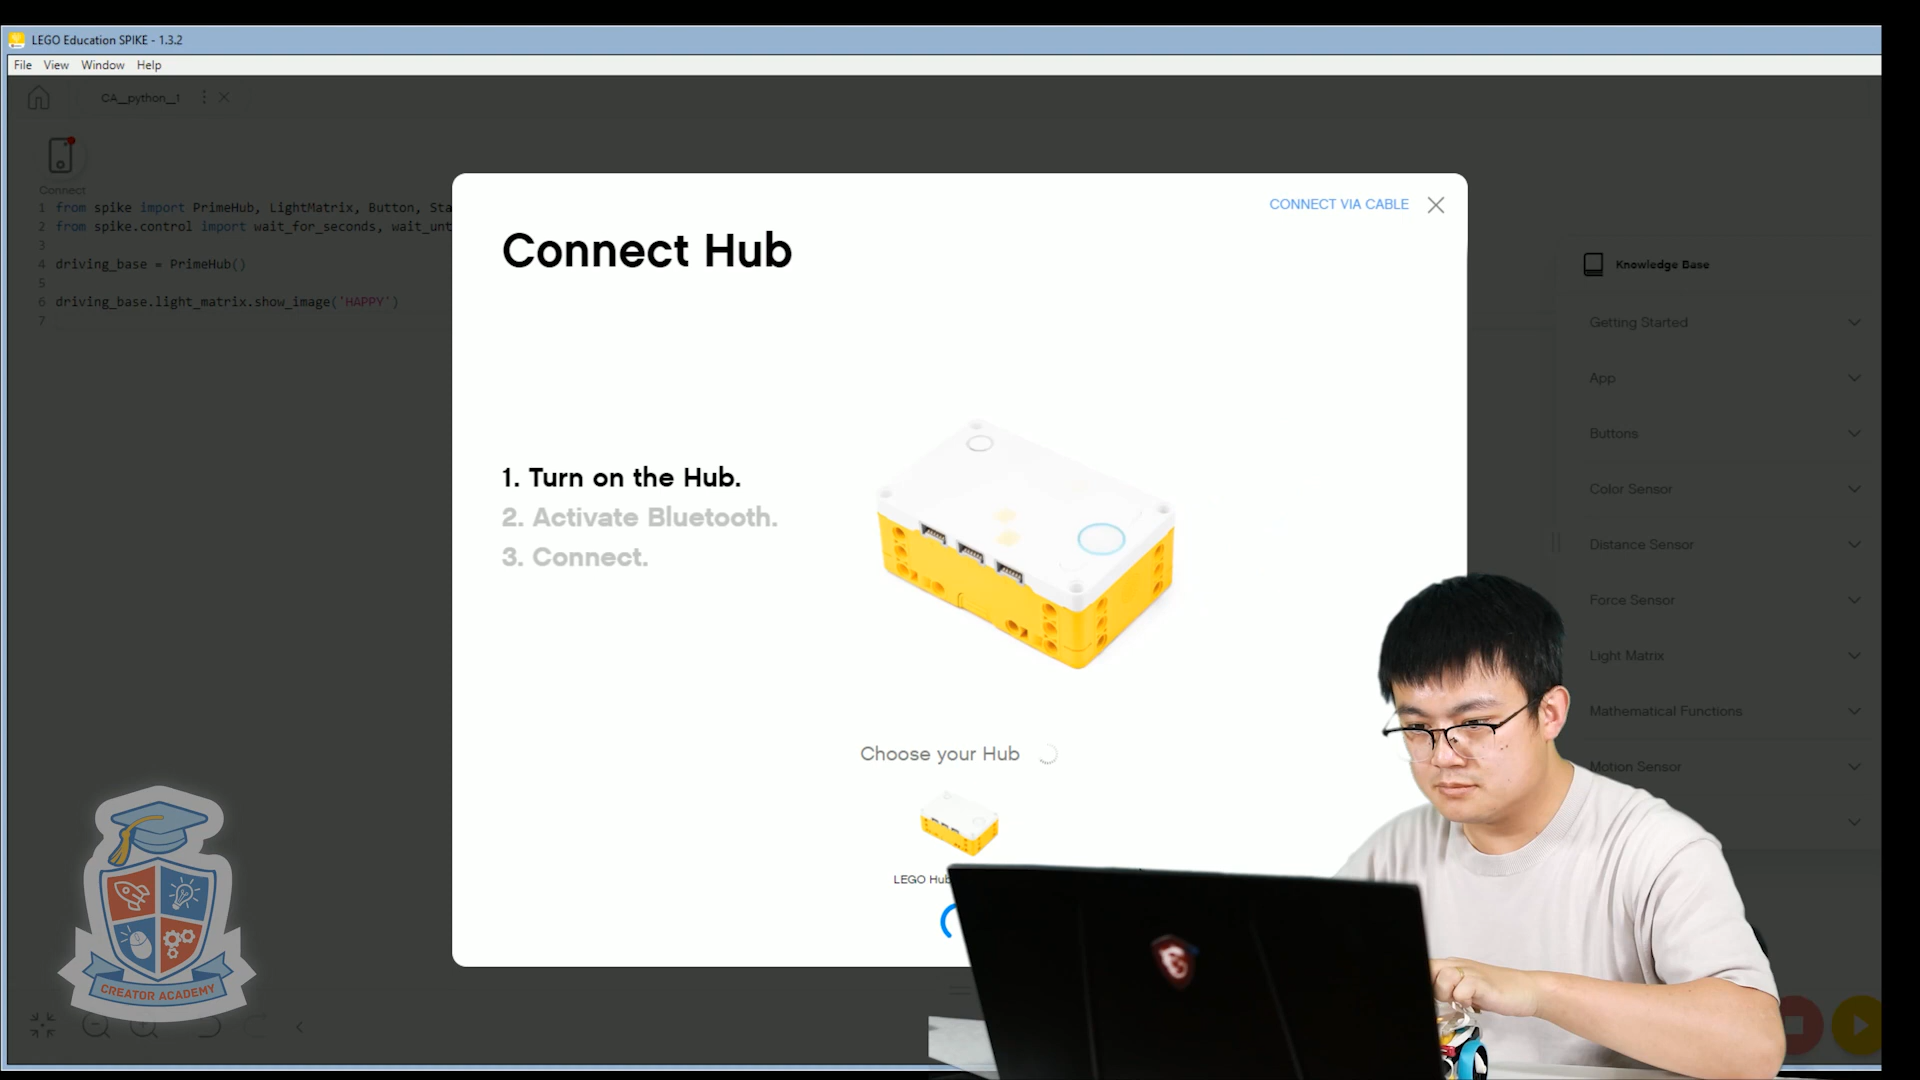 LEGO Education SPIKE - 1.3.2
File View Window Help
CA_python_1
Connect
1 from spike import PrimeHub, LightMatrix, Button, Sta
2 from spike.control import wait_for_seconds, wait_unt
3
4 driving_base = PrimeHub()
5
6 driving_base.light_matrix.show_image('HAPPY')
7
CONNECT VIA CABLE
Connect Hub
1. Turn on the Hub.
2. Activate Bluetooth.
3. Connect.
Choose your Hub
LEGO Hub
Knowledge Base
Getting Started
App
Buttons
Color Sensor
Distance Sensor
Force Sensor
Light Matrix
Mathematical Functions
Motion Sensor
CREATOR ACADEMY